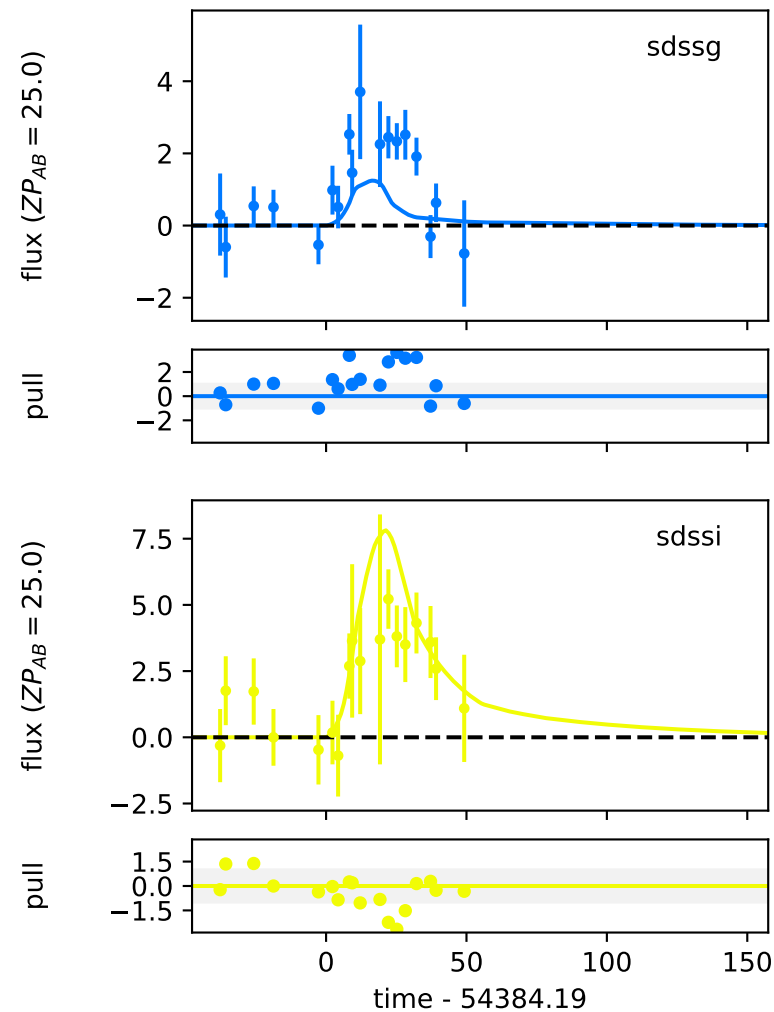 sdssg
flux (ZP_AB = 25.0)
4
2
0
−2
pull
2
0
−2
sdssi
flux (ZP_AB = 25.0)
7.5
5.0
2.5
0.0
−2.5
pull
1.5
0.0
−1.5
0 50 100 150
time - 54384.19